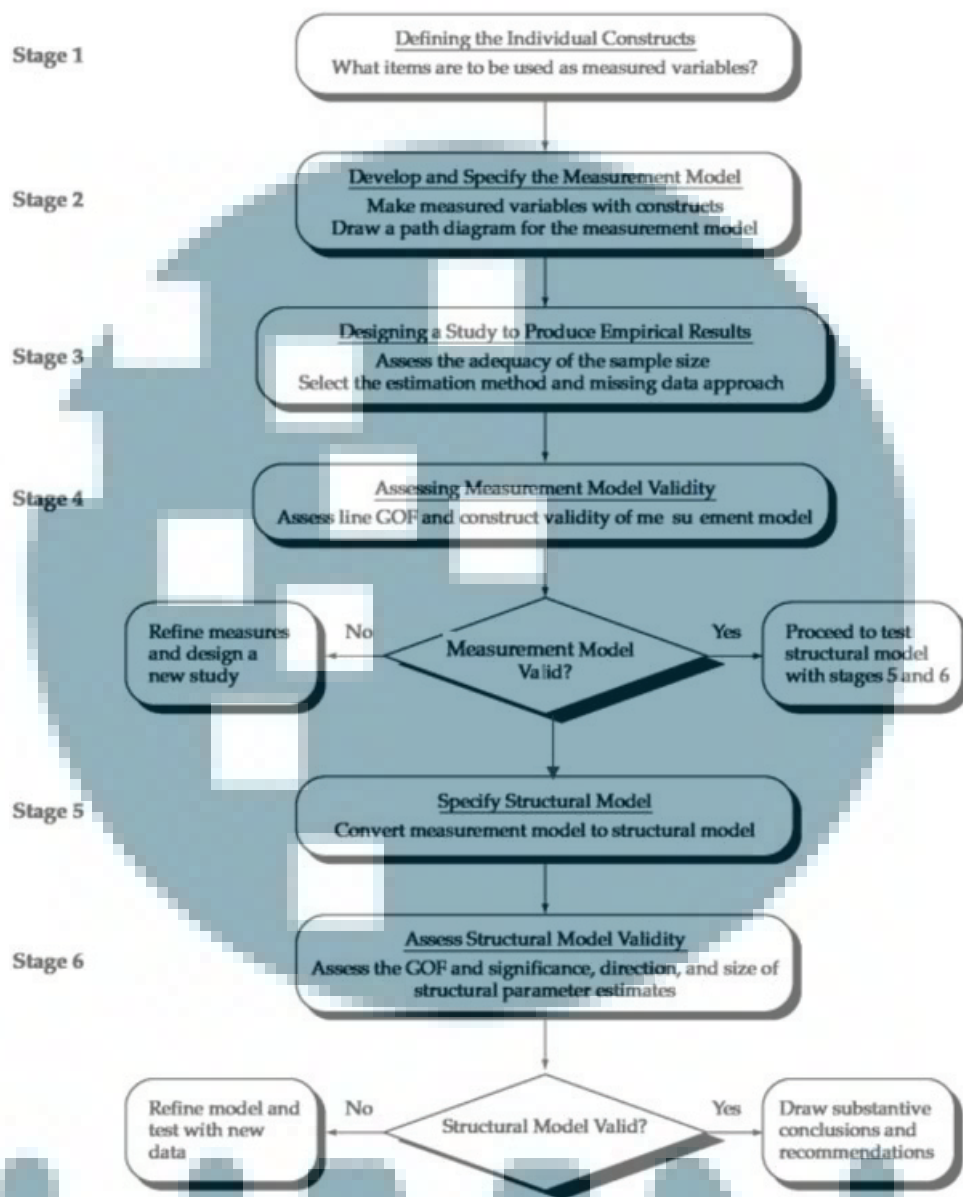 Stage 1
Defining the Individual Constructs
What items are to be used as measured variables?
Stage 2
Develop and Specify the Measurement Model
Make measured variables with constructs
Draw a path diagram for the measurement model
Stage 3
Designing a Study to Produce Empirical Results
Assess the adequacy of the sample size
Select the estimation method and missing data approach
Stage 4
Assessing Measurement Model Validity
Assess line GOF and construct validity of me su ement model
Refine measures
and design a
new study
No
Measurement Model
Valid?
Yes
Proceed to test
structural model
with stages 5 and 6
Stage 5
Specify Structural Model
Convert measurement model to structural model
Stage 6
Assess Structural Model Validity
Assess the GOF and significance, direction, and size of
structural parameter estimates
Refine model and
test with new
data
No
Structural Model Valid?
Yes
Draw substantive
conclusions and
recommendations